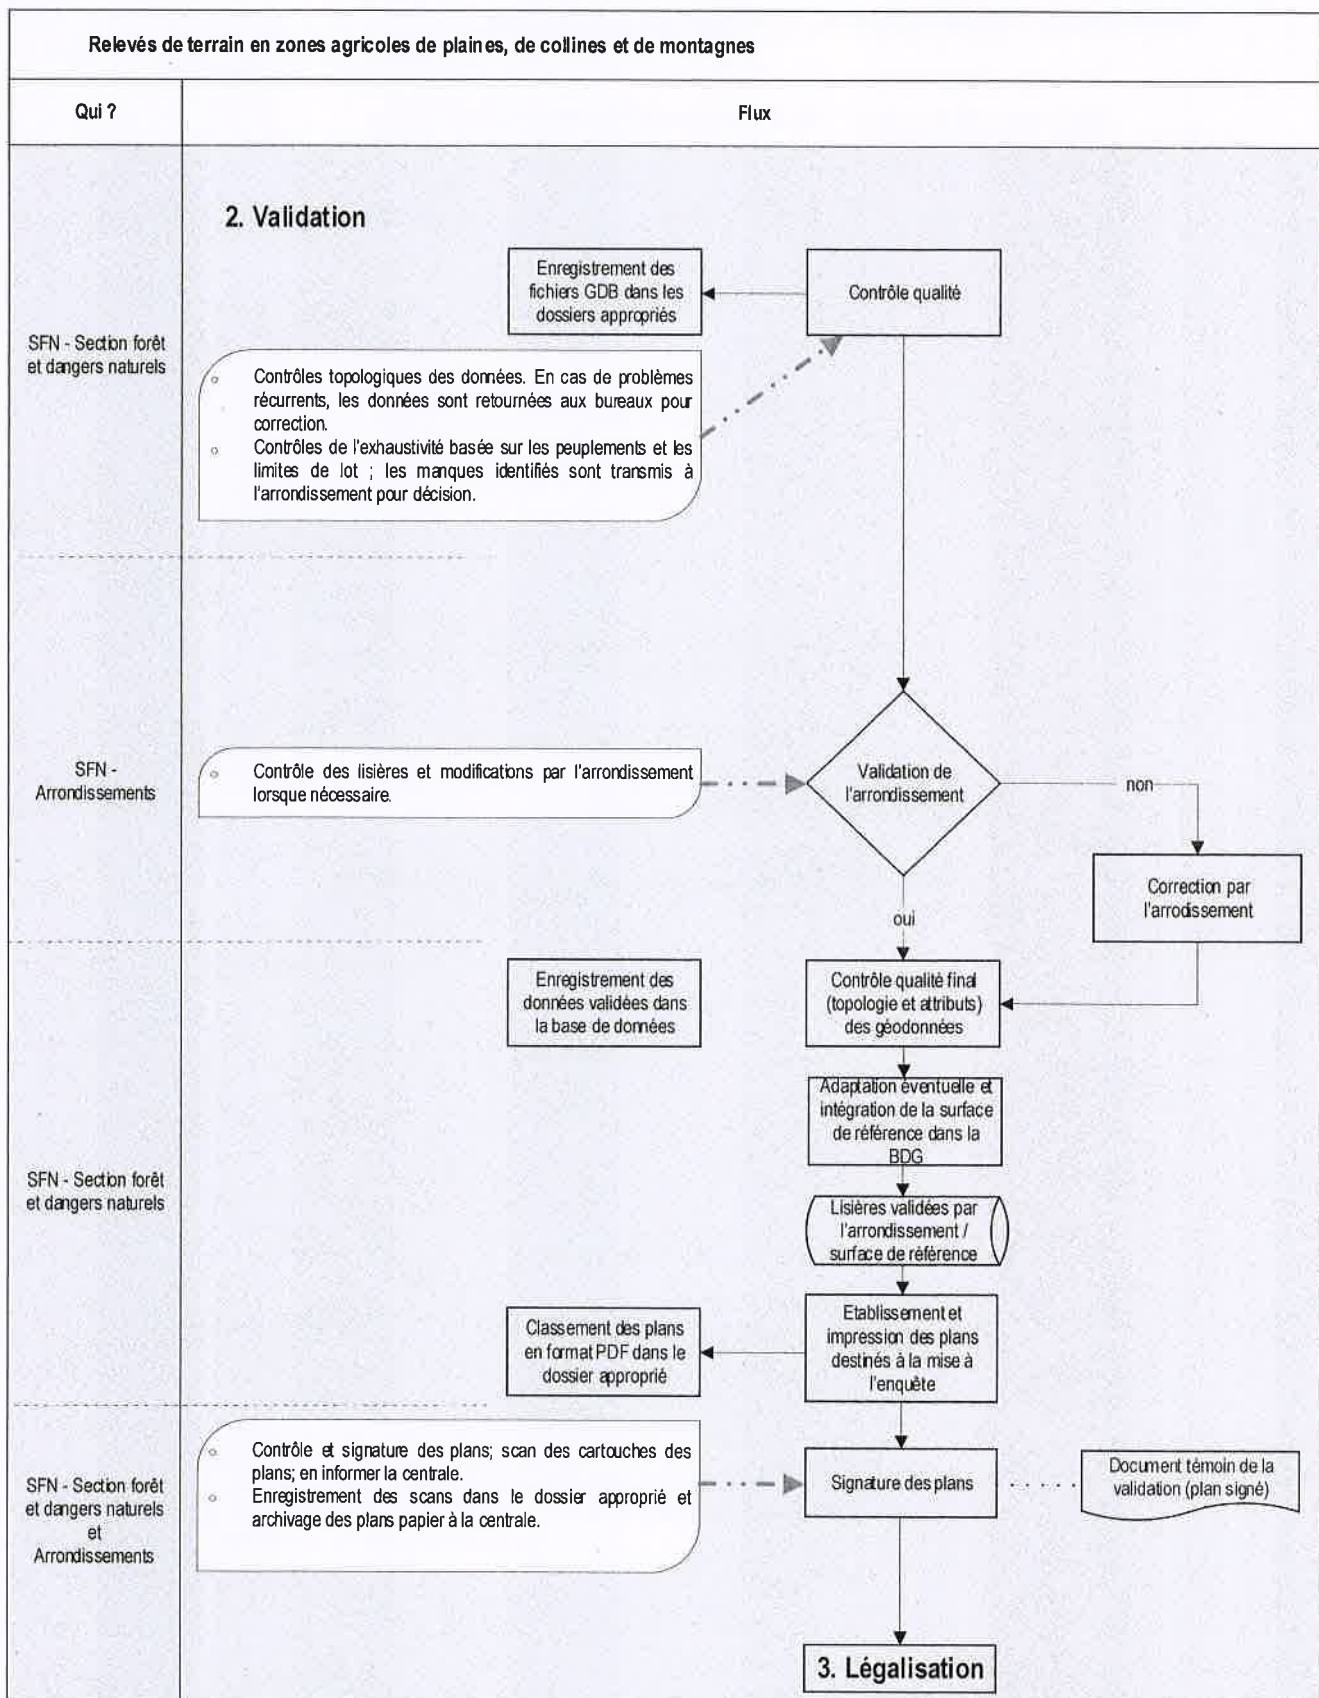 Relevés de terrain en zones agricoles de plaines, de collines et de montagnes
Qui ?
Flux
2. Validation
SFN - Section forêt
et dangers naturels
Enregistrement des
fichiers GDB dans les
dossiers appropriés
Contrôle qualité
Contrôles topologiques des données. En cas de problèmes
récurrents, les données sont retournées aux bureaux pour
correction.
Contrôles de l'exhaustivité basée sur les peuplements et les
limites de lot ; les manques identifiés sont transmis à
l'arrondissement pour décision.
SFN -
Arrondissements
Contrôle des lisières et modifications par l'arrondissement
lorsque nécessaire.
Validation de
l'arrondissement
non
Correction par
l'arrodissement
oui
Enregistrement des
données validées dans
la base de données
Contrôle qualité final
(topologie et attributs)
des géodonnées
Adaptation éventuelle et
intégration de la surface
de référence dans la
BDG
SFN - Section forêt
et dangers naturels
Lisières validées par
l'arrondissement /
surface de référence
Classement des plans
en format PDF dans le
dossier approprié
Etablissement et
impression des plans
destinés à la mise à
l'enquête
SFN - Section forêt
et dangers naturels
et
Arrondissements
Contrôle et signature des plans; scan des cartouches des
plans; en informer la centrale.
Enregistrement des scans dans le dossier approprié et
archivage des plans papier à la centrale.
Signature des plans
Document témoin de la
validation (plan signé)
3. Légalisation